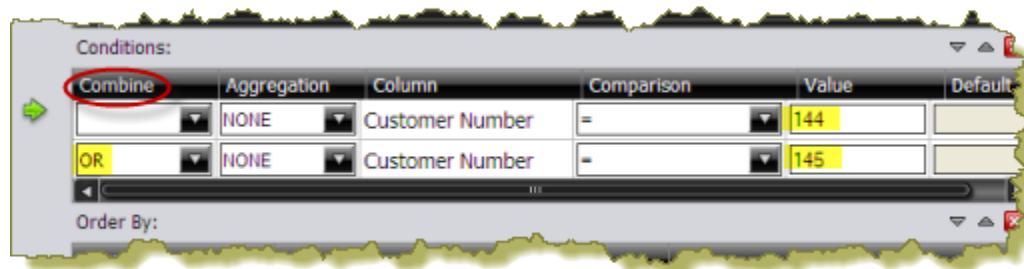 Conditions:
Combine Aggregation Column Comparison Value Default
NONE Customer Number = 144
OR NONE Customer Number = 145
Order By: